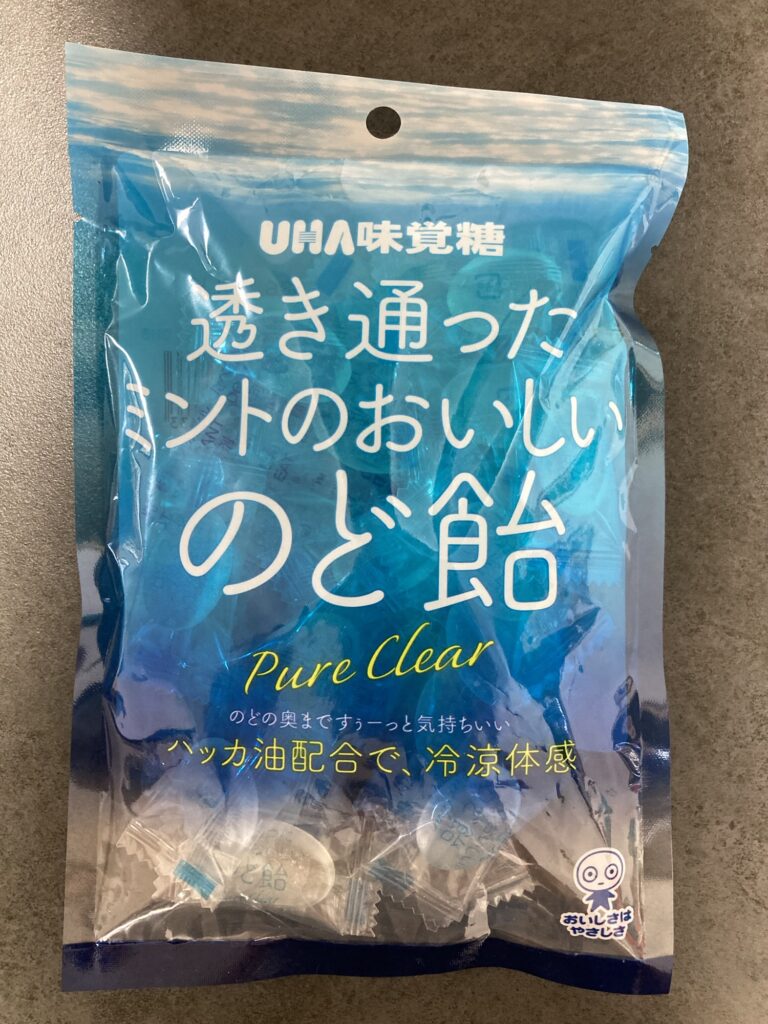 UHA味覚糖
透き通った
ミントのおいしい
のど飴
Pure Clear
のどの奥まですぅーっと気持ちいい
ハッカ油配合で、冷涼体感
のど飴
おいしさは
やさしさ